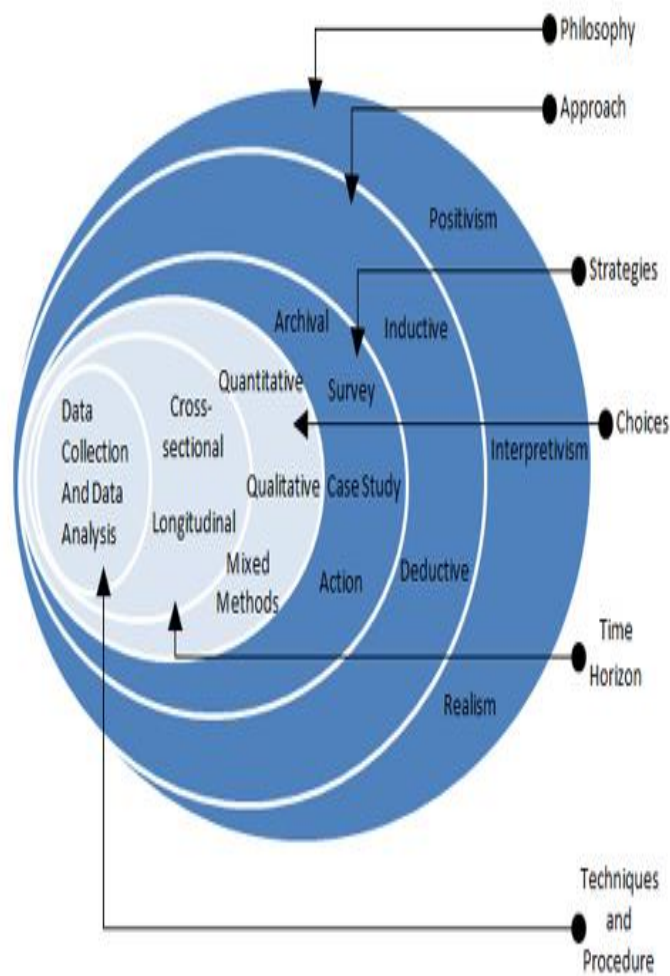 Philosophy
Approach
Positivism
Strategies
Archival
Inductive
Quantitative
Survey
Data
Collection
And Data
Analysis
Cross-
sectional
Choices
Interpretivism
Qualitative
Case Study
Longitudinal
Mixed
Methods
Action
Deductive
Time
Horizon
Realism
Techniques
and
Procedure